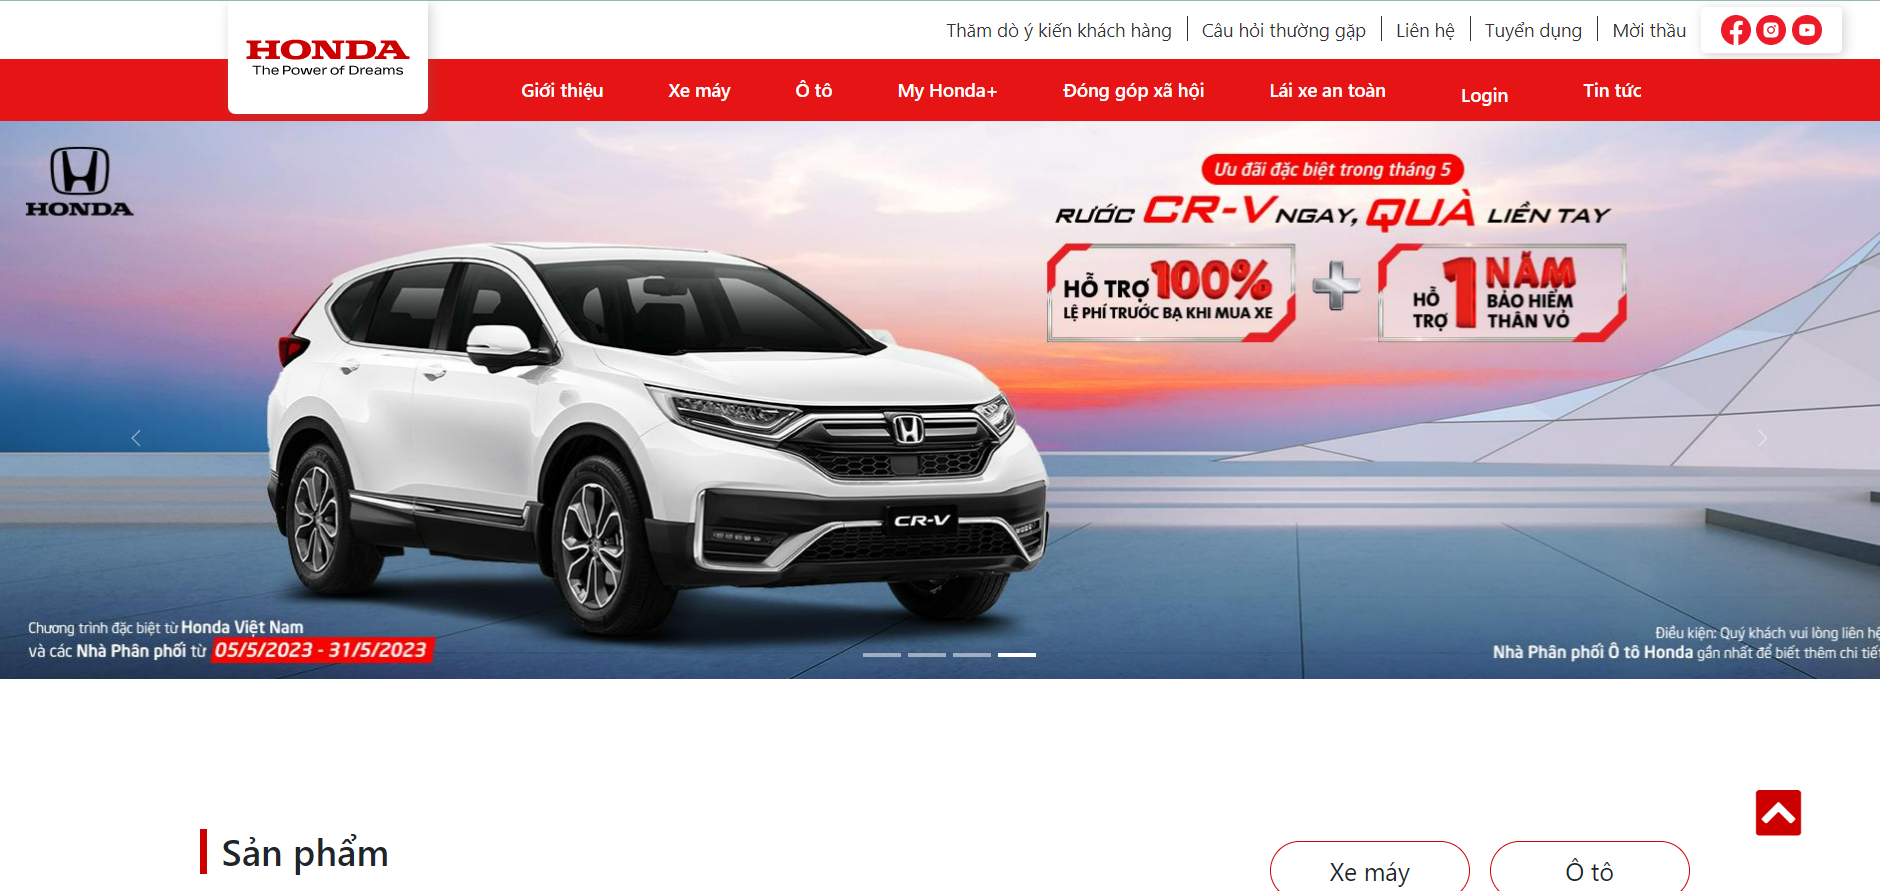 Thăm dò ý kiến khách hàng
Câu hỏi thường gặp
Liên hệ
Tuyển dụng
Mời thầu
HONDA
The Power of Dreams
Giới thiệu
Xe máy
Ô tô
My Honda+
Đóng góp xã hội
Lái xe an toàn
Login
Tin tức
HONDA
Ưu đãi đặc biệt trong tháng 5
RƯỚC CR-V NGAY, QUÀ LIỀN TAY
HỖ TRỢ 100%
LỆ PHÍ TRƯỚC BẠ KHI MUA XE
HỖ TRỢ 1 NĂM
BẢO HIỂM
THÂN VỎ
CR-V
Chương trình đặc biệt từ Honda Việt Nam
và các Nhà Phân phối từ 05/5/2023 - 31/5/2023
Điều kiện: Quý khách vui lòng liên hệ
Nhà Phân phối Ô tô Honda gần nhất để biết thêm chi tiết
Sản phẩm
Xe máy
Ô tô